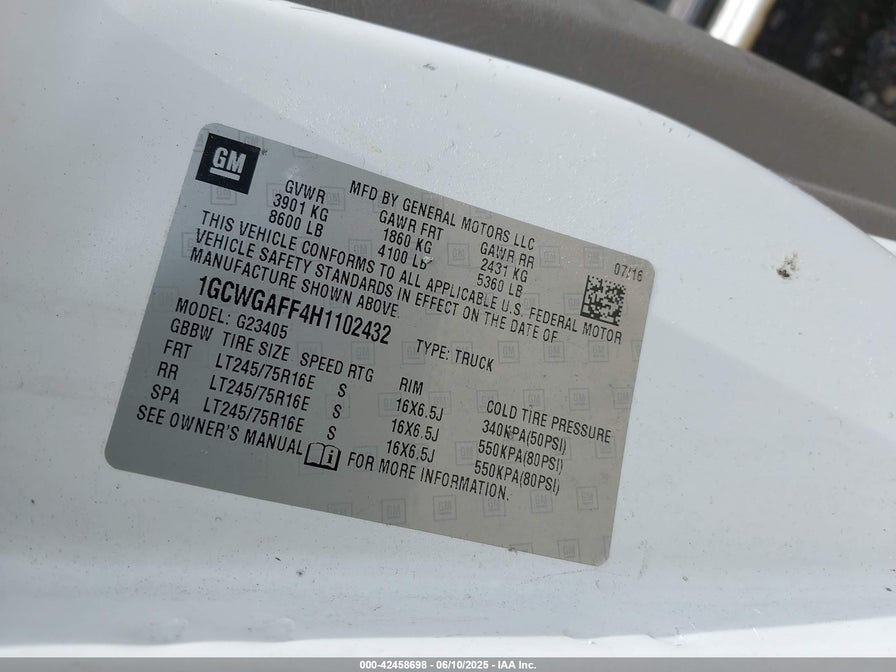 GM
MFD BY GENERAL MOTORS LLC
GVWR GAWR FRT GAWR RR
3901 KG 1860 KG 2431 KG
8600 LB 4100 LB 5360 LB
07/16
THIS VEHICLE CONFORMS TO ALL APPLICABLE U.S. FEDERAL MOTOR
VEHICLE SAFETY STANDARDS IN EFFECT ON THE DATE OF
MANUFACTURE SHOWN ABOVE.
1GCWGAFF4H1102432 TYPE: TRUCK
MODEL: G23405
GBBW TIRE SIZE SPEED RTG RIM COLD TIRE PRESSURE
FRT LT245/75R16E S 16X6.5J 340KPA(50PSI)
RR LT245/75R16E S 16X6.5J 550KPA(80PSI)
SPA LT245/75R16E S 16X6.5J 550KPA(80PSI)
SEE OWNER'S MANUAL FOR MORE INFORMATION.
000-42458698 - 06/10/2025 - IAA Inc.